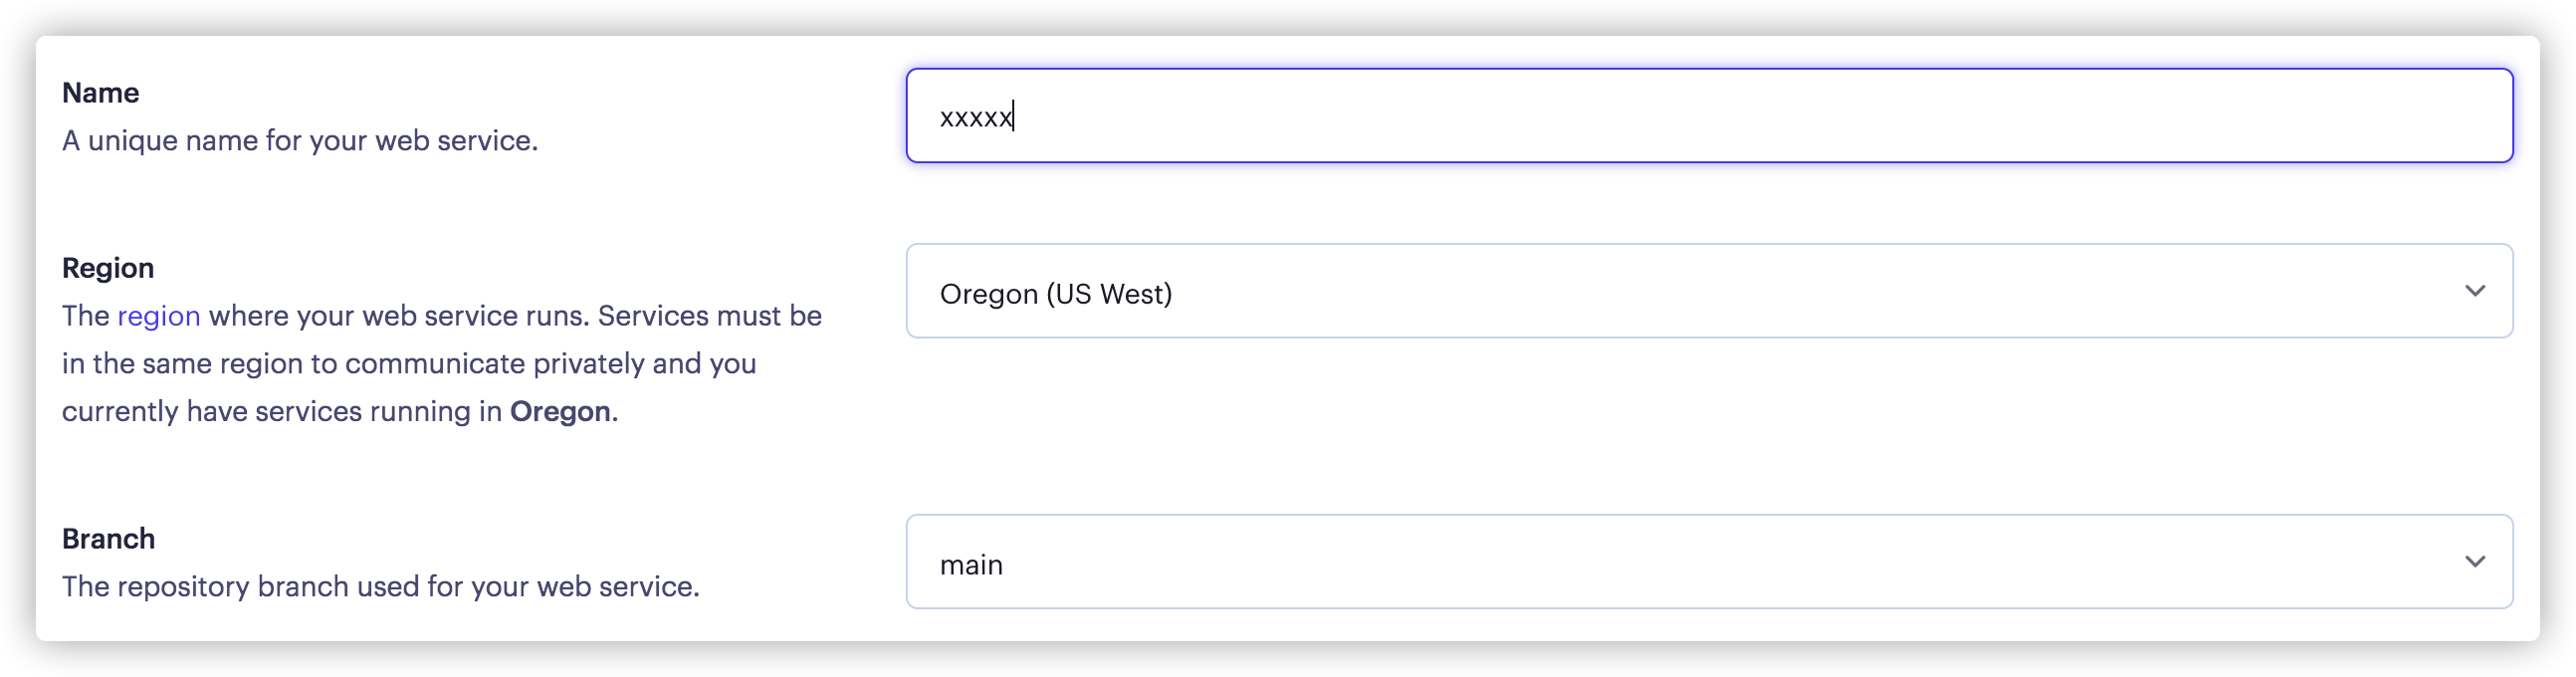 Name
A unique name for your web service.
xxxxx
Region
The region where your web service runs. Services must be
in the same region to communicate privately and you
currently have services running in Oregon.
Oregon (US West)
Branch
The repository branch used for your web service.
main